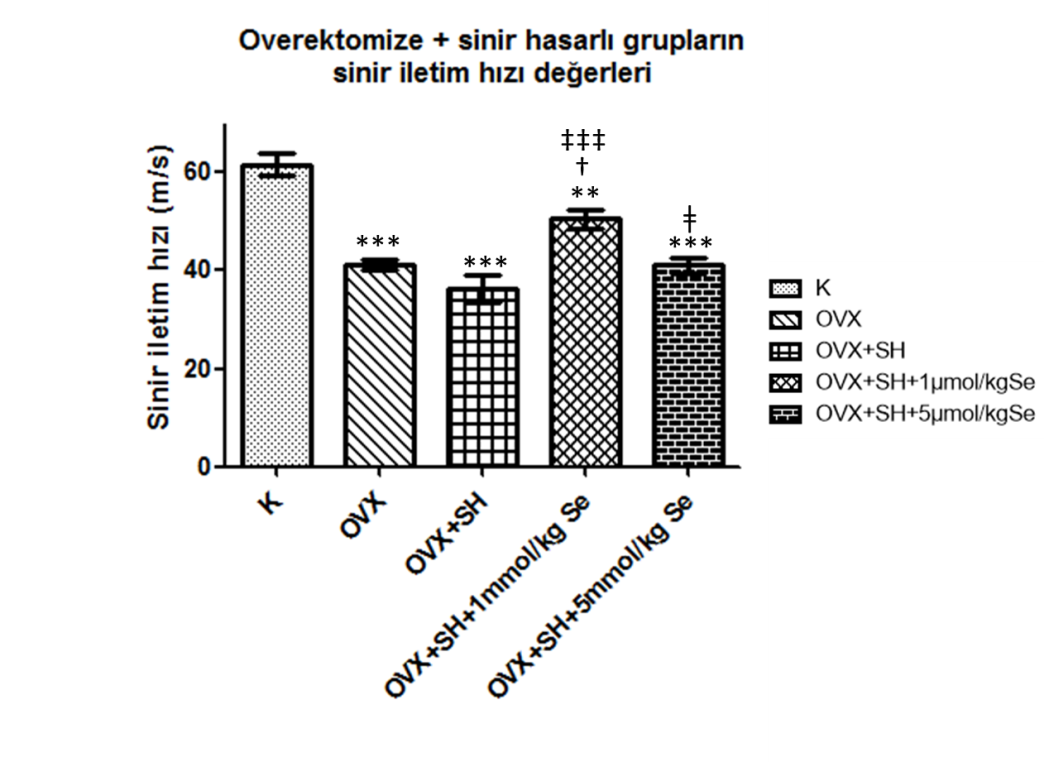 Overektomize + sinir hasarlı grupların
sinir iletim hızı değerleri
Sinir iletim hızı (m/s)
60
40
20
0
***
***
‡‡‡
†
**
‡
***
K
OVX
OVX+SH
OVX+SH+1mmol/kg Se
OVX+SH+5mmol/kg Se
K
OVX
OVX+SH
OVX+SH+1µmol/kgSe
OVX+SH+5µmol/kgSe